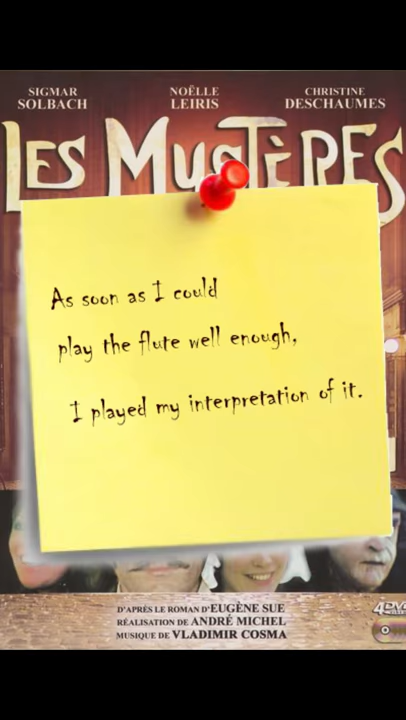 SIGMAR NOËLLE CHRISTINE
SOLBACH LEIRIS DESCHAUMES
LES MYSTÈRES
As soon as I could
play the flute well enough,
I played my interpretation of it.
D'APRÈS LE ROMAN D'EUGÈNE SUE
RÉALISATION DE ANDRÉ MICHEL
MUSIQUE DE VLADIMIR COSMA
4 DVD